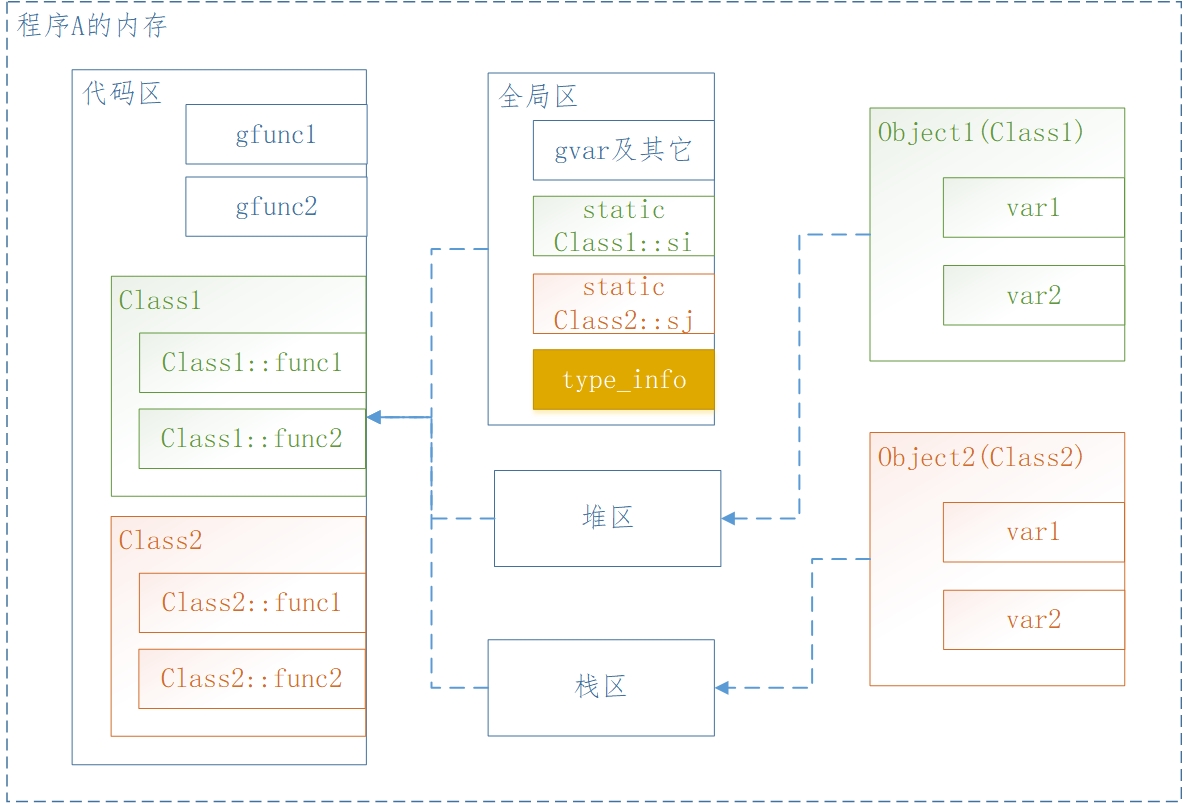 程序A的内存
代码区
gfunc1
gfunc2
Class1
Class1::func1
Class1::func2
Class2
Class2::func1
Class2::func2
全局区
gvar及其它
static
Class1::si
static
Class2::sj
type_info
堆区
栈区
Object1(Class1)
var1
var2
Object2(Class2)
var1
var2